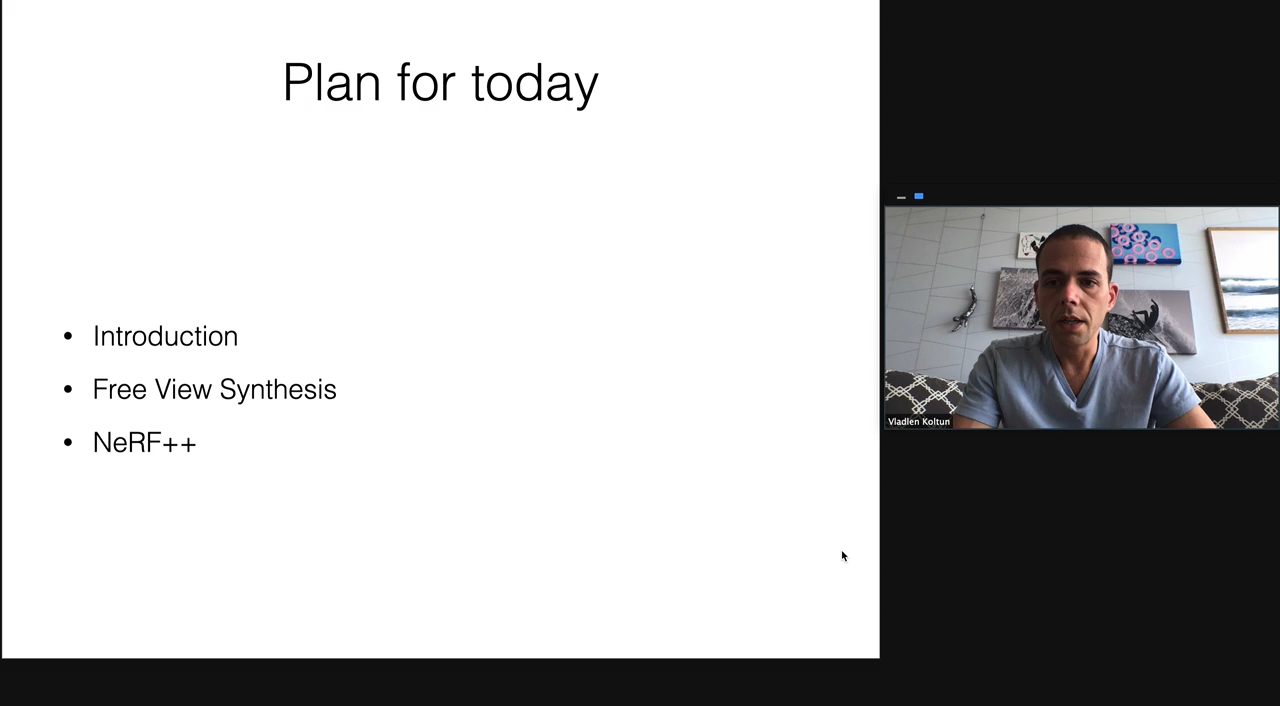 Plan for today
• Introduction
• Free View Synthesis
• NeRF++
Vladlen Koltun